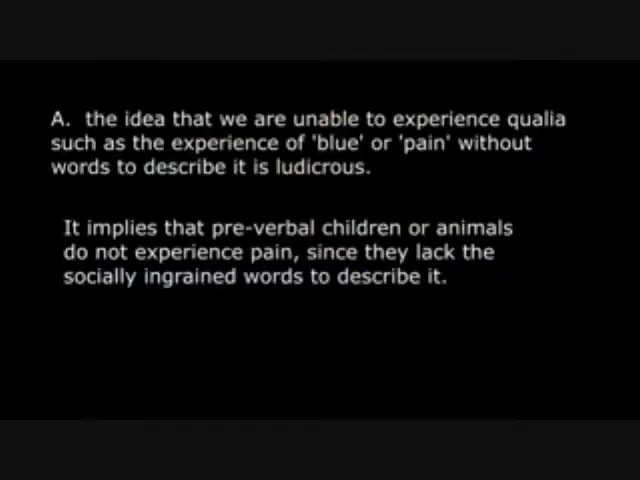 A.  the idea that we are unable to experience qualia
such as the experience of 'blue' or 'pain' without
words to describe it is ludicrous.
It implies that pre-verbal children or animals
do not experience pain, since they lack the
socially ingrained words to describe it.